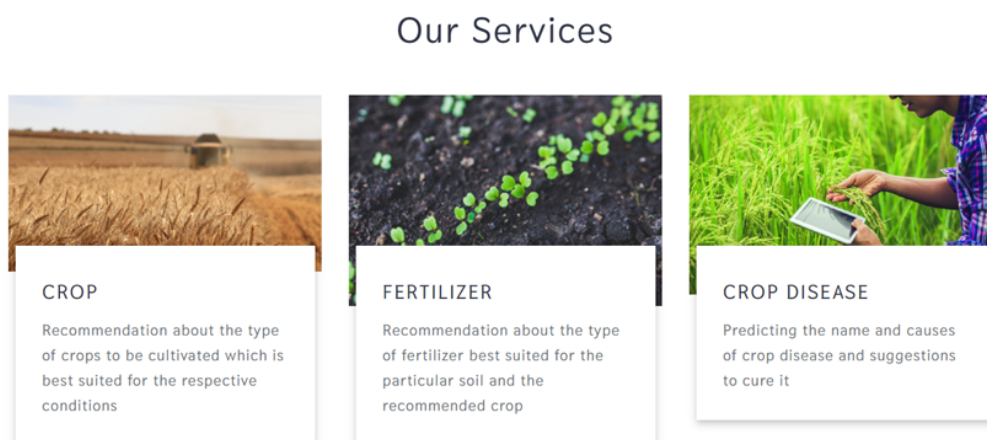 Our Services
CROP
Recommendation about the type
of crops to be cultivated which is
best suited for the respective
conditions
FERTILIZER
Recommendation about the type
of fertilizer best suited for the
particular soil and the
recommended crop
CROP DISEASE
Predicting the name and causes
of crop disease and suggestions
to cure it